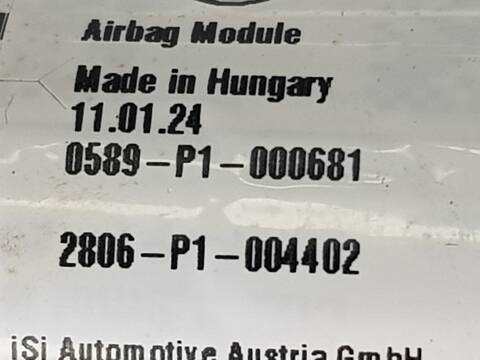 Airbag Module
Made in Hungary
11.01.24
0589-P1-000681
2806-P1-004402
iSi Automotive Austria GmbH